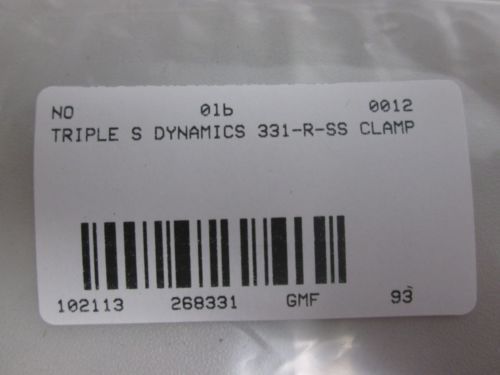 NO 01b 0012
TRIPLE S DYNAMICS 331-R-SS CLAMP
102113 268331 GMF 93